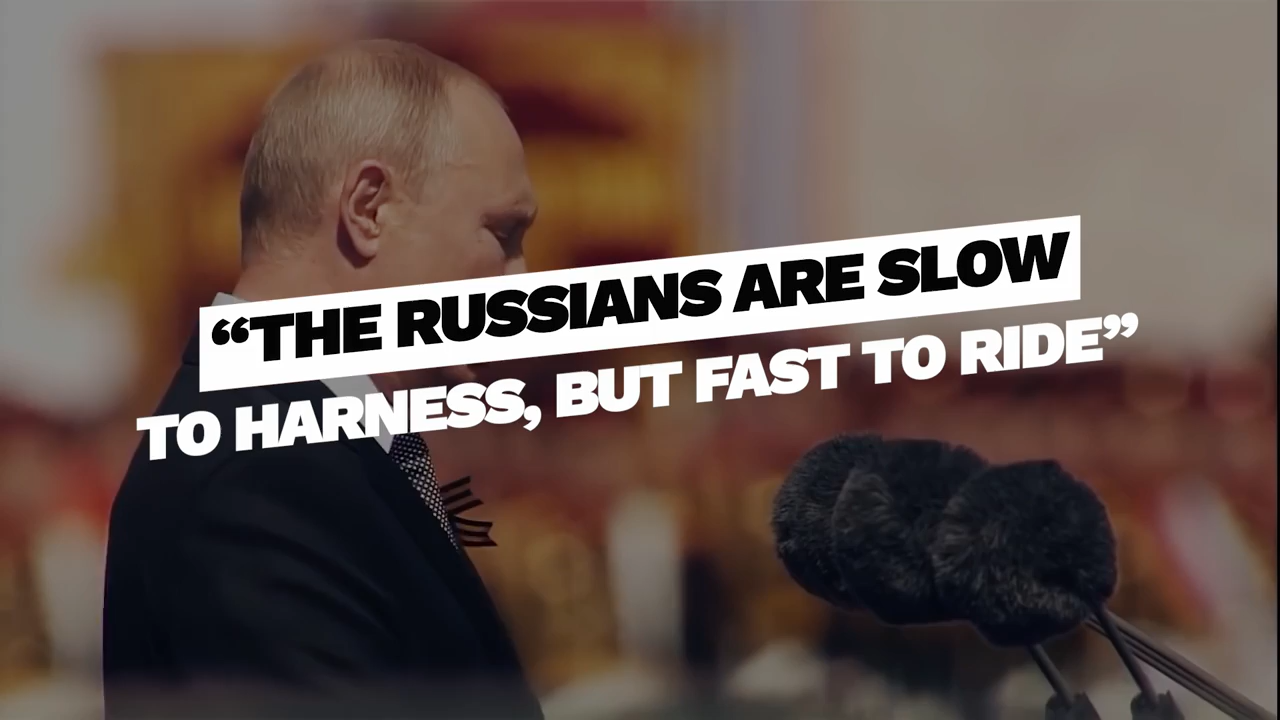 “THE RUSSIANS ARE SLOW
TO HARNESS, BUT FAST TO RIDE”